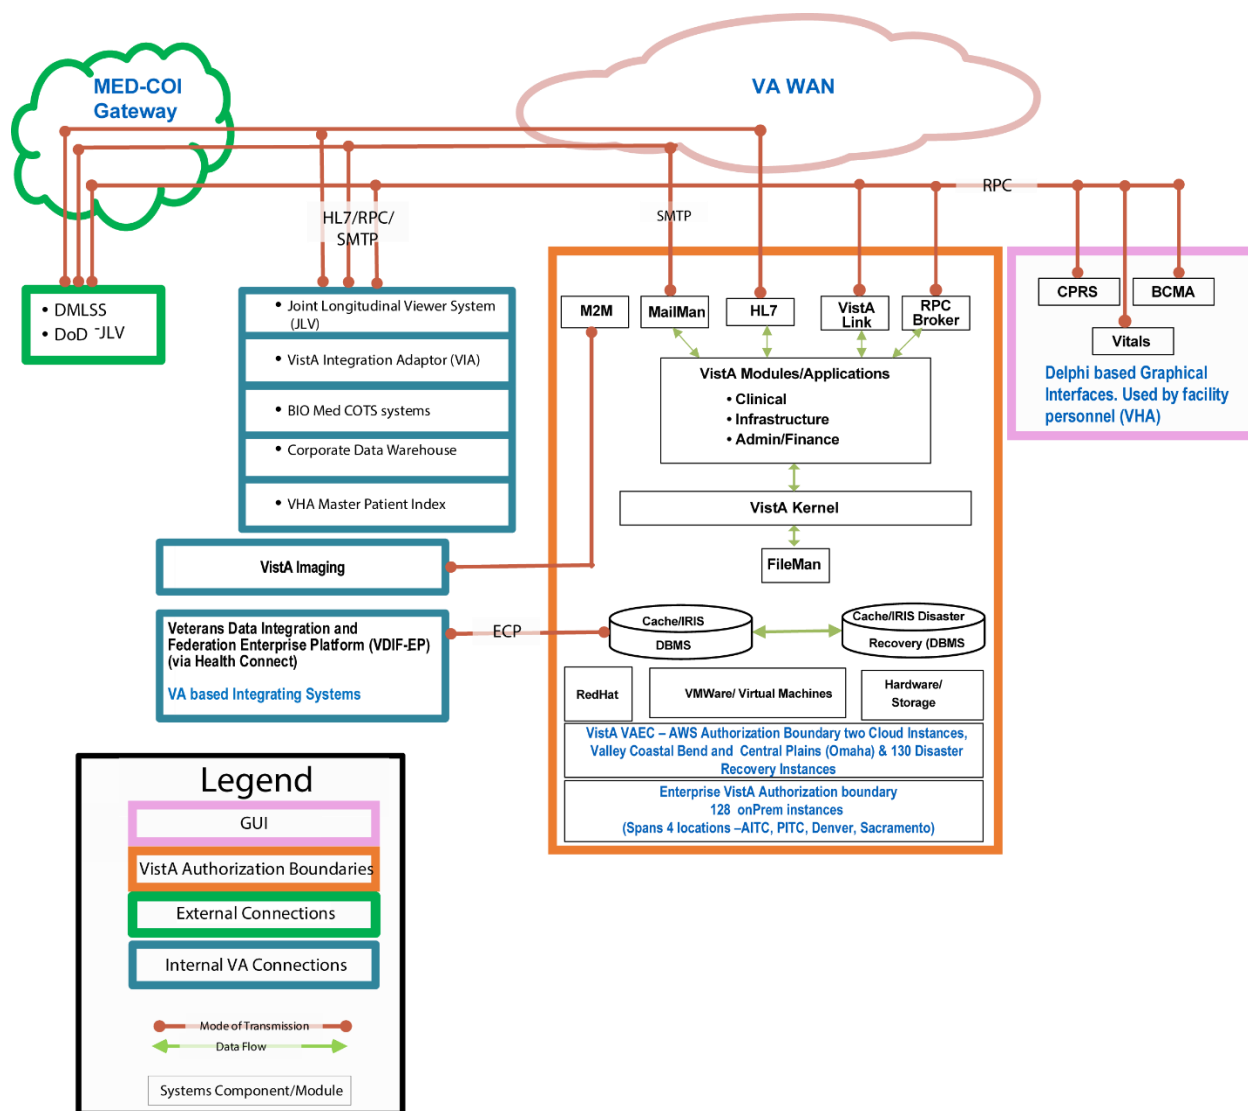 MED-COI
Gateway
VA WAN
RPC
HL7/RPC/
SMTP
SMTP
• DMLSS
• DoD -JLV
• Joint Longitudinal Viewer System
(JLV)
• VistA Integration Adaptor (VIA)
• BIO Med COTS systems
• Corporate Data Warehouse
• VHA Master Patient Index
M2M
MailMan
HL7
VistA
Link
RPC
Broker
CPRS
BCMA
Vitals
Delphi based Graphical
Interfaces. Used by facility
personnel (VHA)
VistA Modules/Applications
• Clinical
• Infrastructure
• Admin/Finance
VistA Kernel
FileMan
VistA Imaging
Veterans Data Integration and
Federation Enterprise Platform (VDIF-EP)
(via Health Connect)
VA based Integrating Systems
ECP
Cache/IRIS
DBMS
Cache/IRIS Disaster
Recovery (DBMS
RedHat
VMWare/ Virtual Machines
Hardware/
Storage
VistA VAEC – AWS Authorization Boundary two Cloud Instances,
Valley Coastal Bend and Central Plains (Omaha) & 130 Disaster
Recovery Instances
Enterprise VistA Authorization boundary
128 onPrem instances
(Spans 4 locations –AITC, PITC, Denver, Sacramento)
Legend
GUI
VistA Authorization Boundaries
External Connections
Internal VA Connections
Mode of Transmission
Data Flow
Systems Component/Module